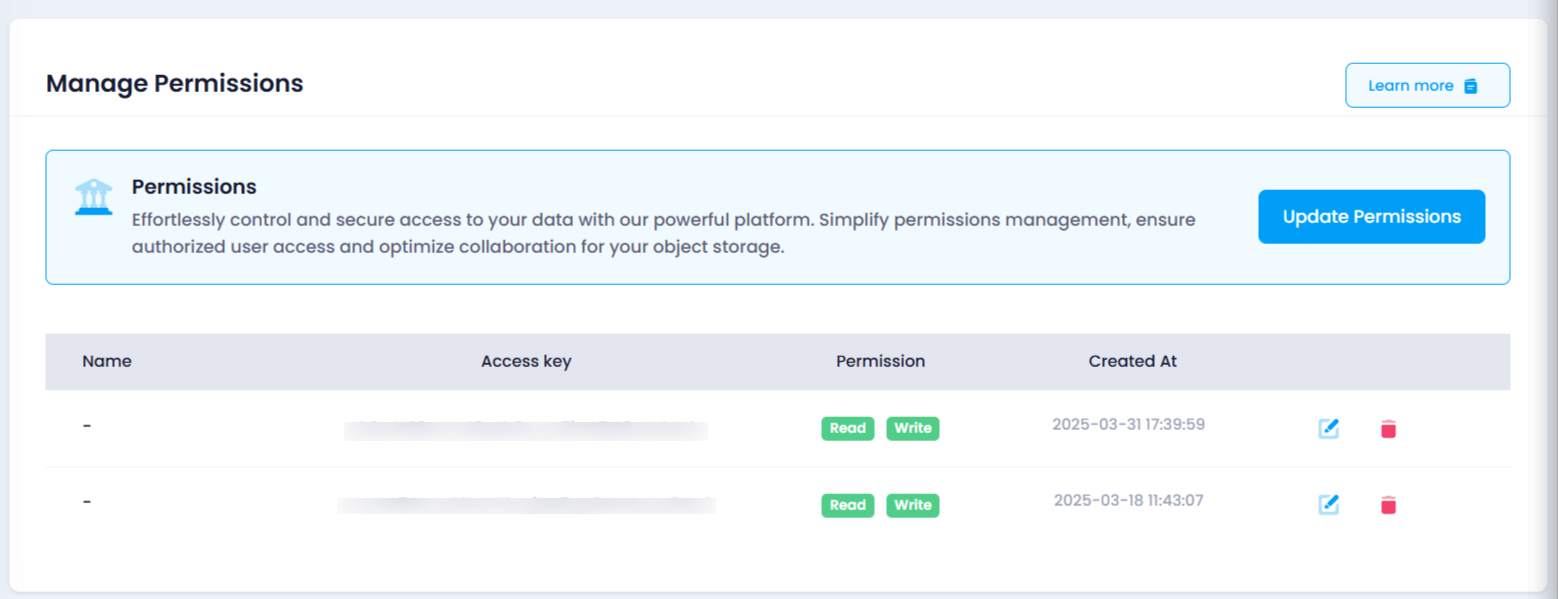 Manage Permissions
Learn more
Permissions
Effortlessly control and secure access to your data with our powerful platform. Simplify permissions management, ensure
authorized user access and optimize collaboration for your object storage.
Update Permissions
Name Access key Permission Created At
- Read Write 2025-03-31 17:39:59
- Read Write 2025-03-18 11:43:07